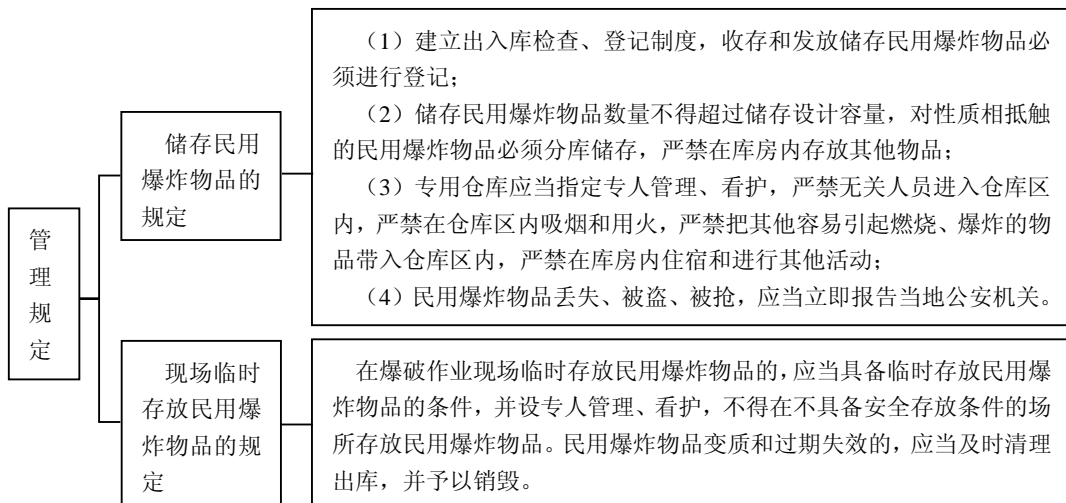 管
理
规
定
储存民用
爆炸物品的
规定
（1）建立出入库检查、登记制度，收存和发放储存民用爆炸物品必
须进行登记；
（2）储存民用爆炸物品数量不得超过储存设计容量，对性质相抵触
的民用爆炸物品必须分库储存，严禁在库房内存放其他物品；
（3）专用仓库应当指定专人管理、看护，严禁无关人员进入仓库区
内，严禁在仓库区内吸烟和用火，严禁把其他容易引起燃烧、爆炸的物
品带入仓库区内，严禁在库房内住宿和进行其他活动；
（4）民用爆炸物品丢失、被盗、被抢，应当立即报告当地公安机关。
现场临时
存放民用爆
炸物品的规
定
在爆破作业现场临时存放民用爆炸物品的，应当具备临时存放民用爆
炸物品的条件，并设专人管理、看护，不得在不具备安全存放条件的场
所存放民用爆炸物品。民用爆炸物品变质和过期失效的，应当及时清理
出库，并予以销毁。